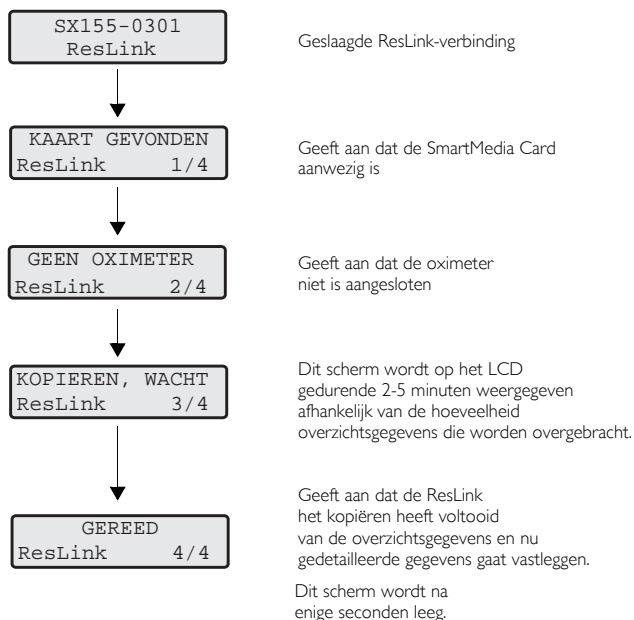 SX155-0301
ResLink
Geslaagde ResLink-verbinding
KAART GEVONDEN
ResLink 1/4
Geeft aan dat de SmartMedia Card
aanwezig is
GEEN OXIMETER
ResLink 2/4
Geeft aan dat de oximeter
niet is aangesloten
KOPIEREN, WACHT
ResLink 3/4
Dit scherm wordt op het LCD
gedurende 2-5 minuten weergegeven
afhankelijk van de hoeveelheid
overzichtsgegevens die worden overgebracht.
GEREED
ResLink 4/4
Geeft aan dat de ResLink
het kopiëren heeft voltooid
van de overzichtsgegevens en nu
gedetailleerde gegevens gaat vastleggen.
Dit scherm wordt na
enige seconden leeg.